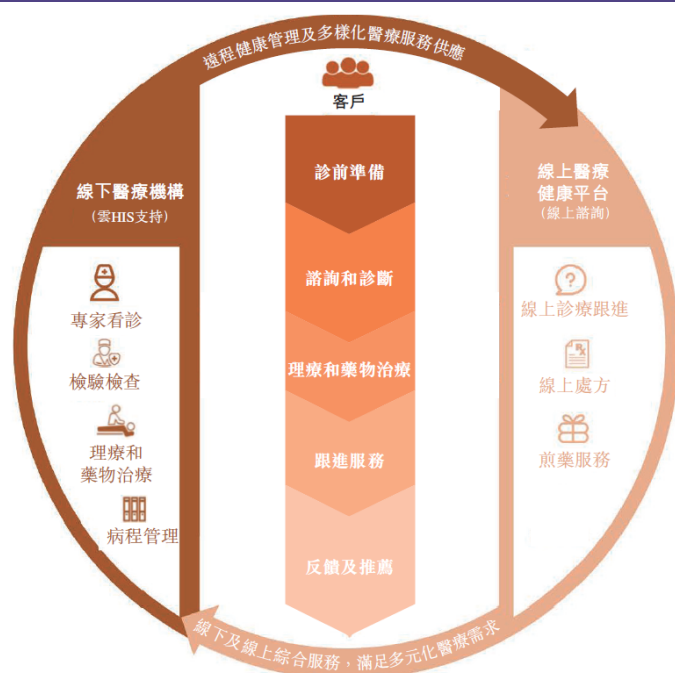 遠程健康管理及多樣化醫療服務供應
客戶
線下醫療機構
(雲HIS支持)
專家看診
檢驗檢查
理療和
藥物治療
病程管理
診前準備
諮詢和診斷
理療和藥物治療
跟進服務
反饋及推薦
線上醫療
健康平台
(線上諮詢)
線上診療跟進
線上處方
煎藥服務
線下及線上綜合服務，滿足多元化醫療需求